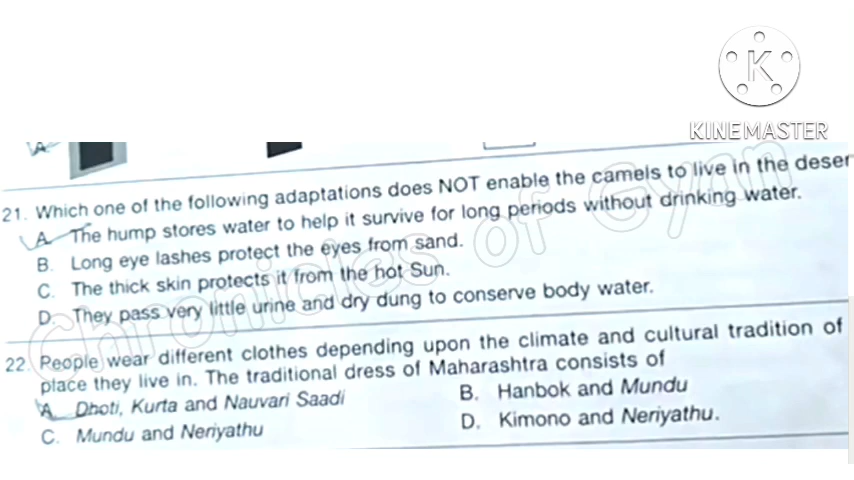 K
KINEMASTER
A
21. Which one of the following adaptations does NOT enable the camels to live in the deser
A. The hump stores water to help it survive for long periods without drinking water.
B. Long eye lashes protect the eyes from sand.
C. The thick skin protects it from the hot Sun.
D. They pass very little urine and dry dung to conserve body water.
Chronicles of Gynn
22. People wear different clothes depending upon the climate and cultural tradition of
place they live in. The traditional dress of Maharashtra consists of
A. Dhoti, Kurta and Nauvari Saadi
B. Hanbok and Mundu
C. Mundu and Neriyathu
D. Kimono and Neriyathu.